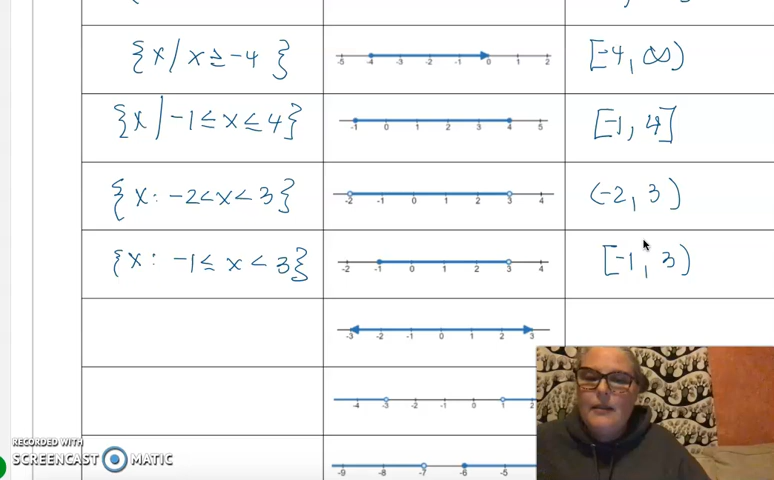 {x/x≥-4}
-5 -4 -3 -2 -1 0 1 2
[-4, ∞)
{x|-1≤x≤4}
-1 0 1 2 3 4 5
[-1, 4]
{x: -2<x<3}
-2 -1 0 1 2 3 4
(-2, 3)
{x: -1≤x<3}
-2 -1 0 1 2 3 4
[-1, 3)
-3 -2 -1 0 1 2 3
-4 -3 -2 -1 0 1 2
RECORDED WITH
SCREENCAST MATIC
-9 -8 -7 -6 -5